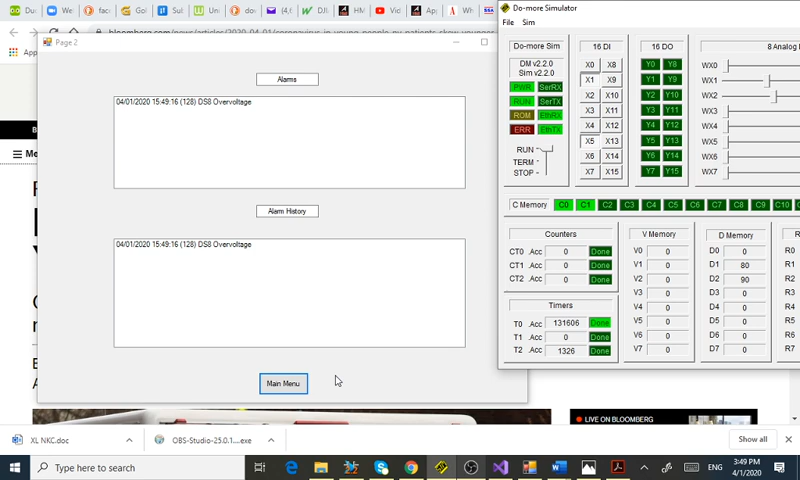 Page 2
Alarms
04/01/2020 15:49:16 (128) DS8 Overvoltage
Alarm History
04/01/2020 15:49:16 (128) DS8 Overvoltage
Main Menu
Do-more Simulator
File Sim
Do-more Sim
DM v2.2.0
Sim v2.2.0
PWR SerRX
RUN SerTX
ROM EthRX
ERR EthTX
RUN
TERM
STOP
16 DI
X0 X8
X1 X9
X2 X10
X3 X11
X4 X12
X5 X13
X6 X14
X7 X15
16 DO
Y0 Y8
Y1 Y9
Y2 Y10
Y3 Y11
Y4 Y12
Y5 Y13
Y6 Y14
Y7 Y15
8 Analog I
WX0
WX1
WX2
WX3
WX4
WX5
WX6
WX7
C Memory C0 C1 C2 C3 C4 C5 C6 C7 C8 C9 C10
Counters
CT0 .Acc 0 Done
CT1 .Acc 0 Done
CT2 .Acc 0 Done
Timers
T0 .Acc 131606 Done
T1 .Acc 0 Done
T2 .Acc 1326 Done
V Memory
V0 0
V1 0
V2 0
V3 0
V4 0
V5 0
V6 0
V7 0
D Memory
D0 0
D1 80
D2 90
D3 0
D4 0
D5 0
D6 0
D7 0
R0
R1
R2
R3
R4
R5
R6
R7
LIVE ON BLOOMBERG
XL NKC.doc
OBS-Studio-25.0.1....exe
Show all
Type here to search
ENG
3:49 PM
4/1/2020